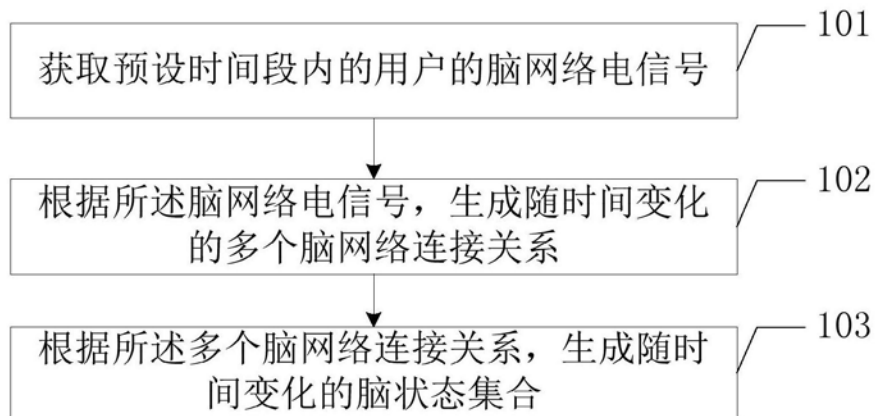 101
获取预设时间段内的用户的脑网络电信号
102
根据所述脑网络电信号，生成随时间变化
的多个脑网络连接关系
103
根据所述多个脑网络连接关系，生成随时
间变化的脑状态集合